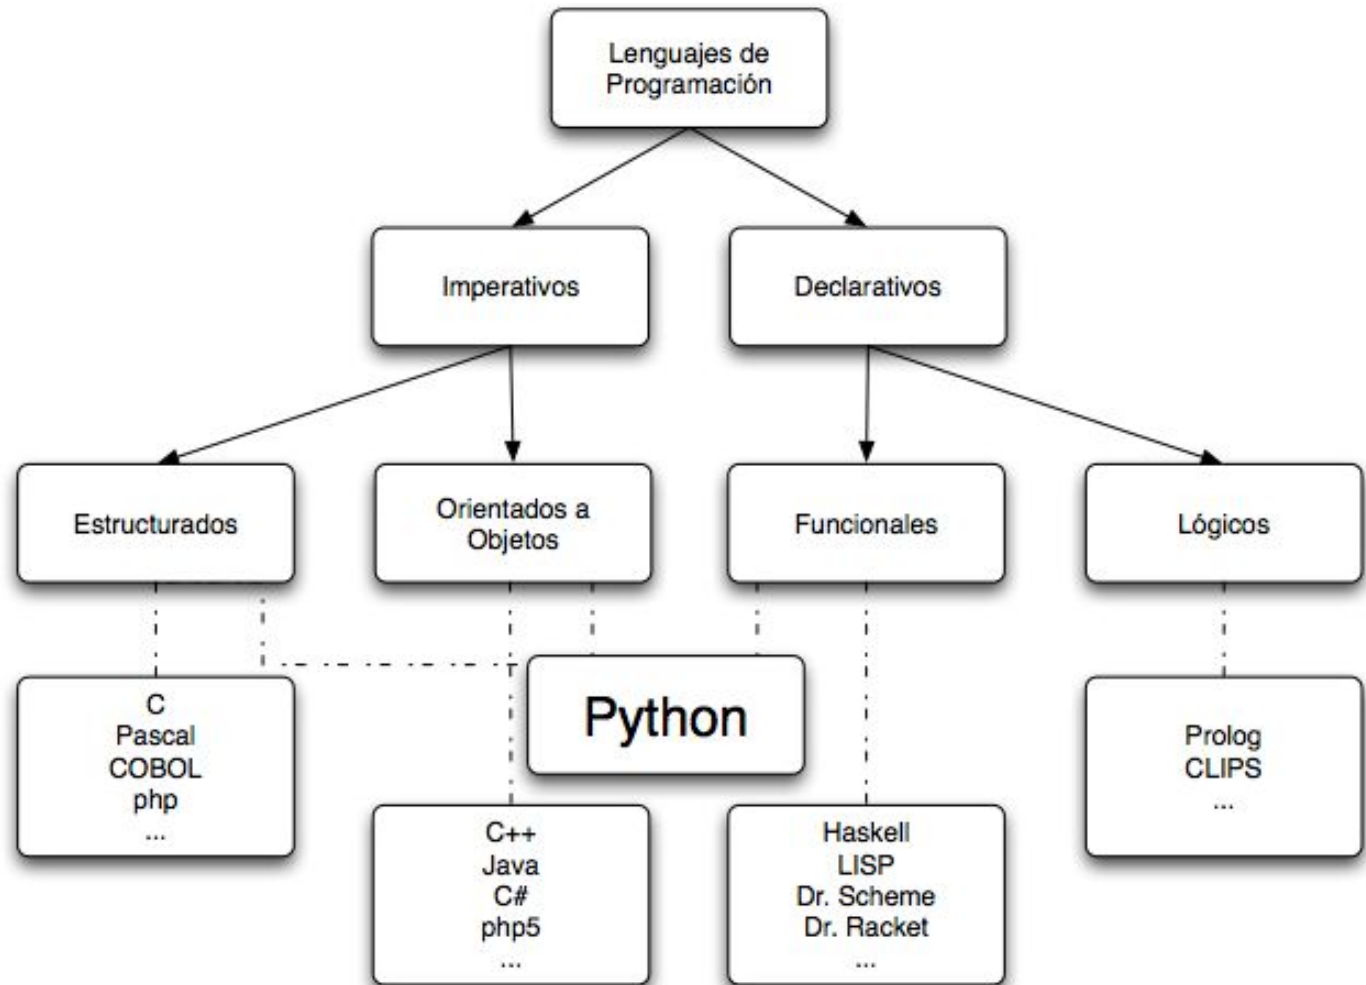 Lenguajes de
Programación
Imperativos
Declarativos
Estructurados
Orientados a
Objetos
Funcionales
Lógicos
C
Pascal
COBOL
php
...
Python
Prolog
CLIPS
...
C++
Java
C#
php5
...
Haskell
LISP
Dr. Scheme
Dr. Racket
...